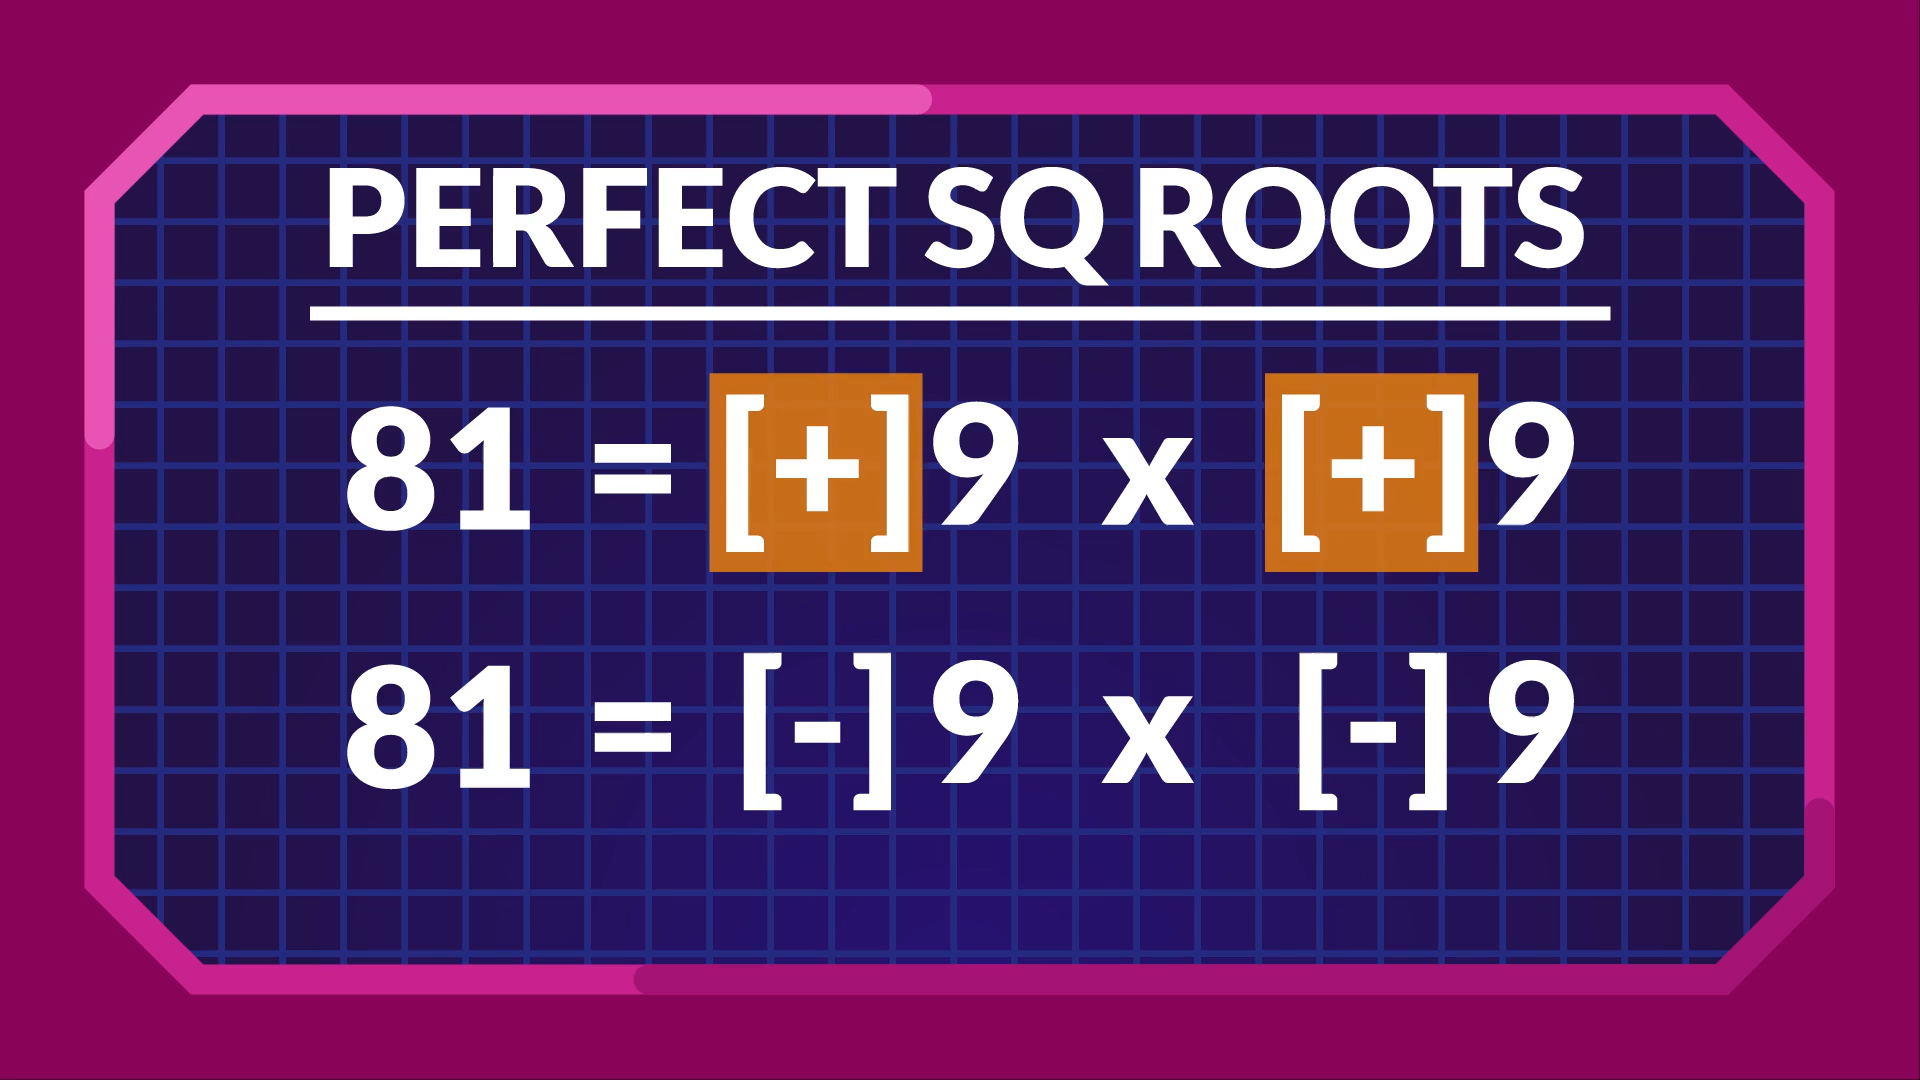 PERFECT SQ ROOTS
81 = [+]9 x [+]9
81 = [-]9 x [-]9